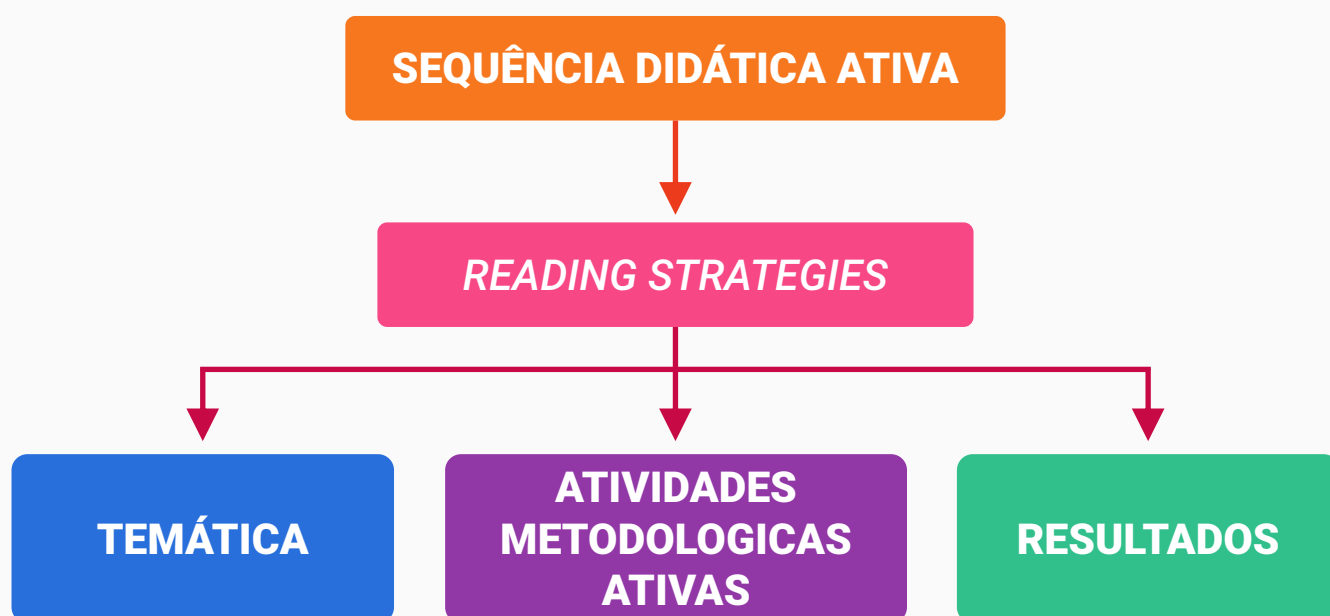 SEQUÊNCIA DIDÁTICA ATIVA
READING STRATEGIES
TEMÁTICA
ATIVIDADES
METODOLOGICAS
ATIVAS
RESULTADOS